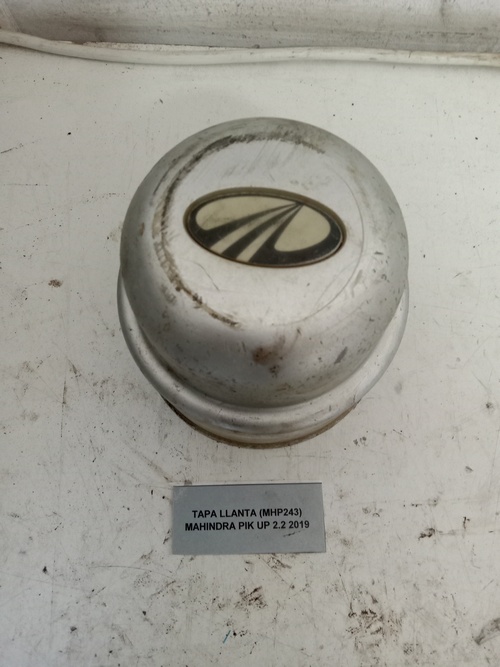 TAPA LLANTA (MHP243)
MAHINDRA PIK UP 2.2 2019